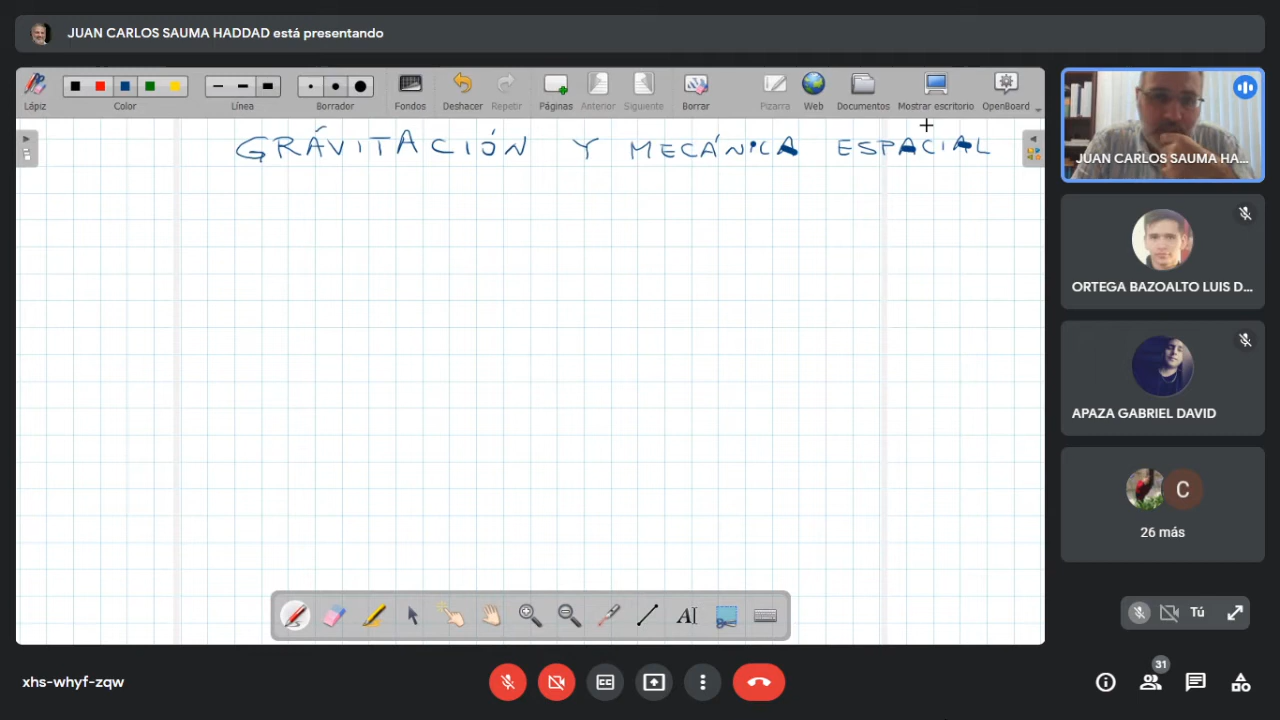 JUAN CARLOS SAUMA HADDAD está presentando
Lápiz
Color
Línea
Borrador
Fondos
Deshacer
Repetir
Páginas
Anterior
Siguiente
Borrar
Pizarra
Web
Documentos
Mostrar escritorio
OpenBoard
GRÁVITACIÓN Y MECÁNICA ESPACIAL
JUAN CARLOS SAUMA HA...
ORTEGA BAZOALTO LUIS D...
APAZA GABRIEL DAVID
C
26 más
AI
Tú
xhs-whyf-zqw
CC
31